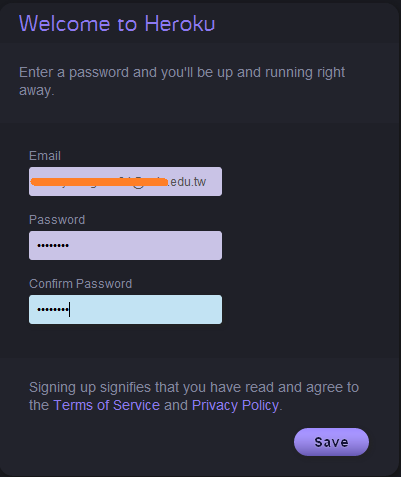 Welcome to Heroku
Enter a password and you'll be up and running right
away.
Email
.edu.tw
Password
••••••••
Confirm Password
••••••••
Signing up signifies that you have read and agree to
the Terms of Service and Privacy Policy.
Save